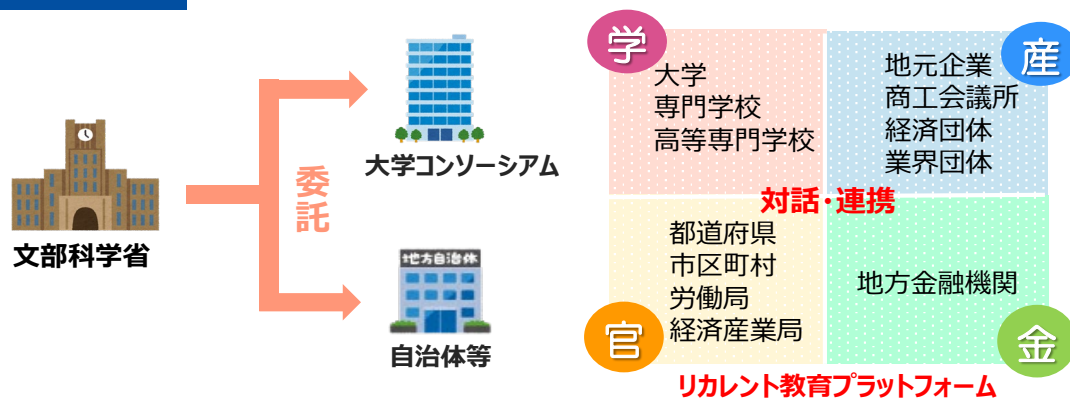 文部科学省
委託
大学コンソーシアム
地方自治体
自治体等
学
大学
専門学校
高等専門学校
産
地元企業
商工会議所
経済団体
業界団体
対話・連携
官
都道府県
市区町村
労働局
経済産業局
金
地方金融機関
リカレント教育プラットフォーム